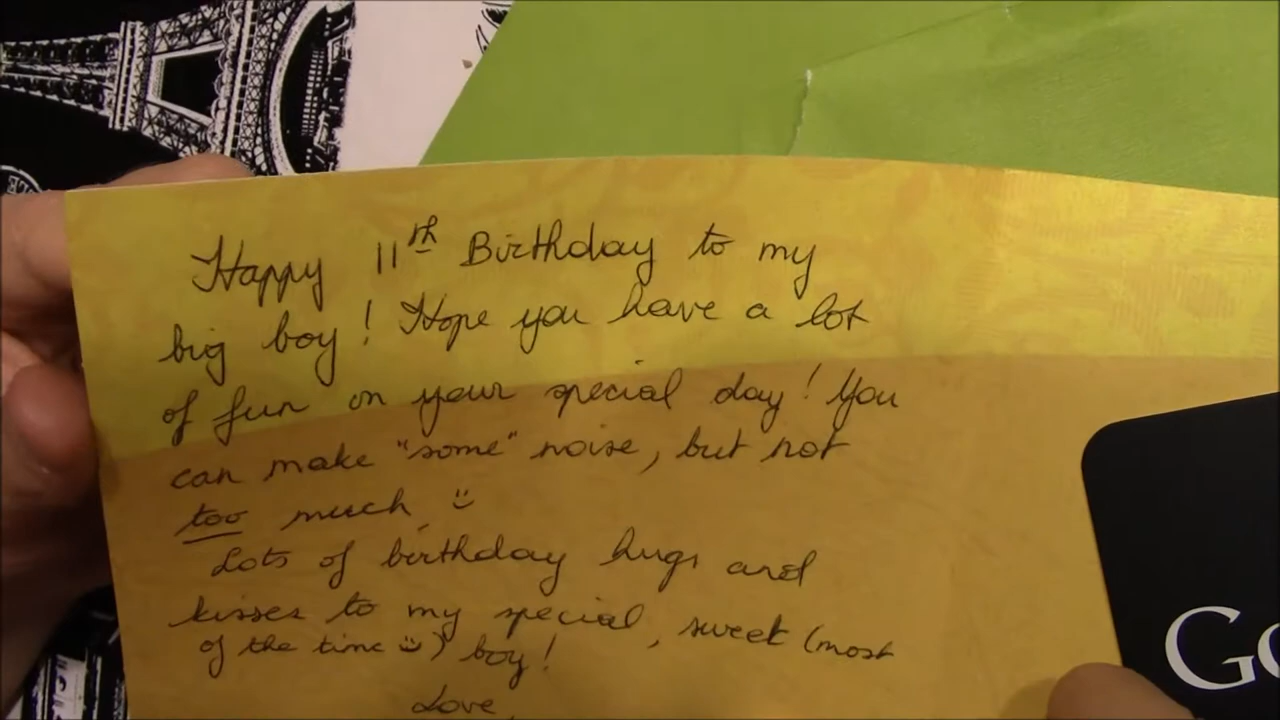 Happy 11th Birthday to my
big boy! Hope you have a lot
of fun on your special day! You
can make "some" noise, but not
too much. :)
Lots of birthday hugs and
kisses to my special, sweet (most
of the time :)) boy!
Love,
Go